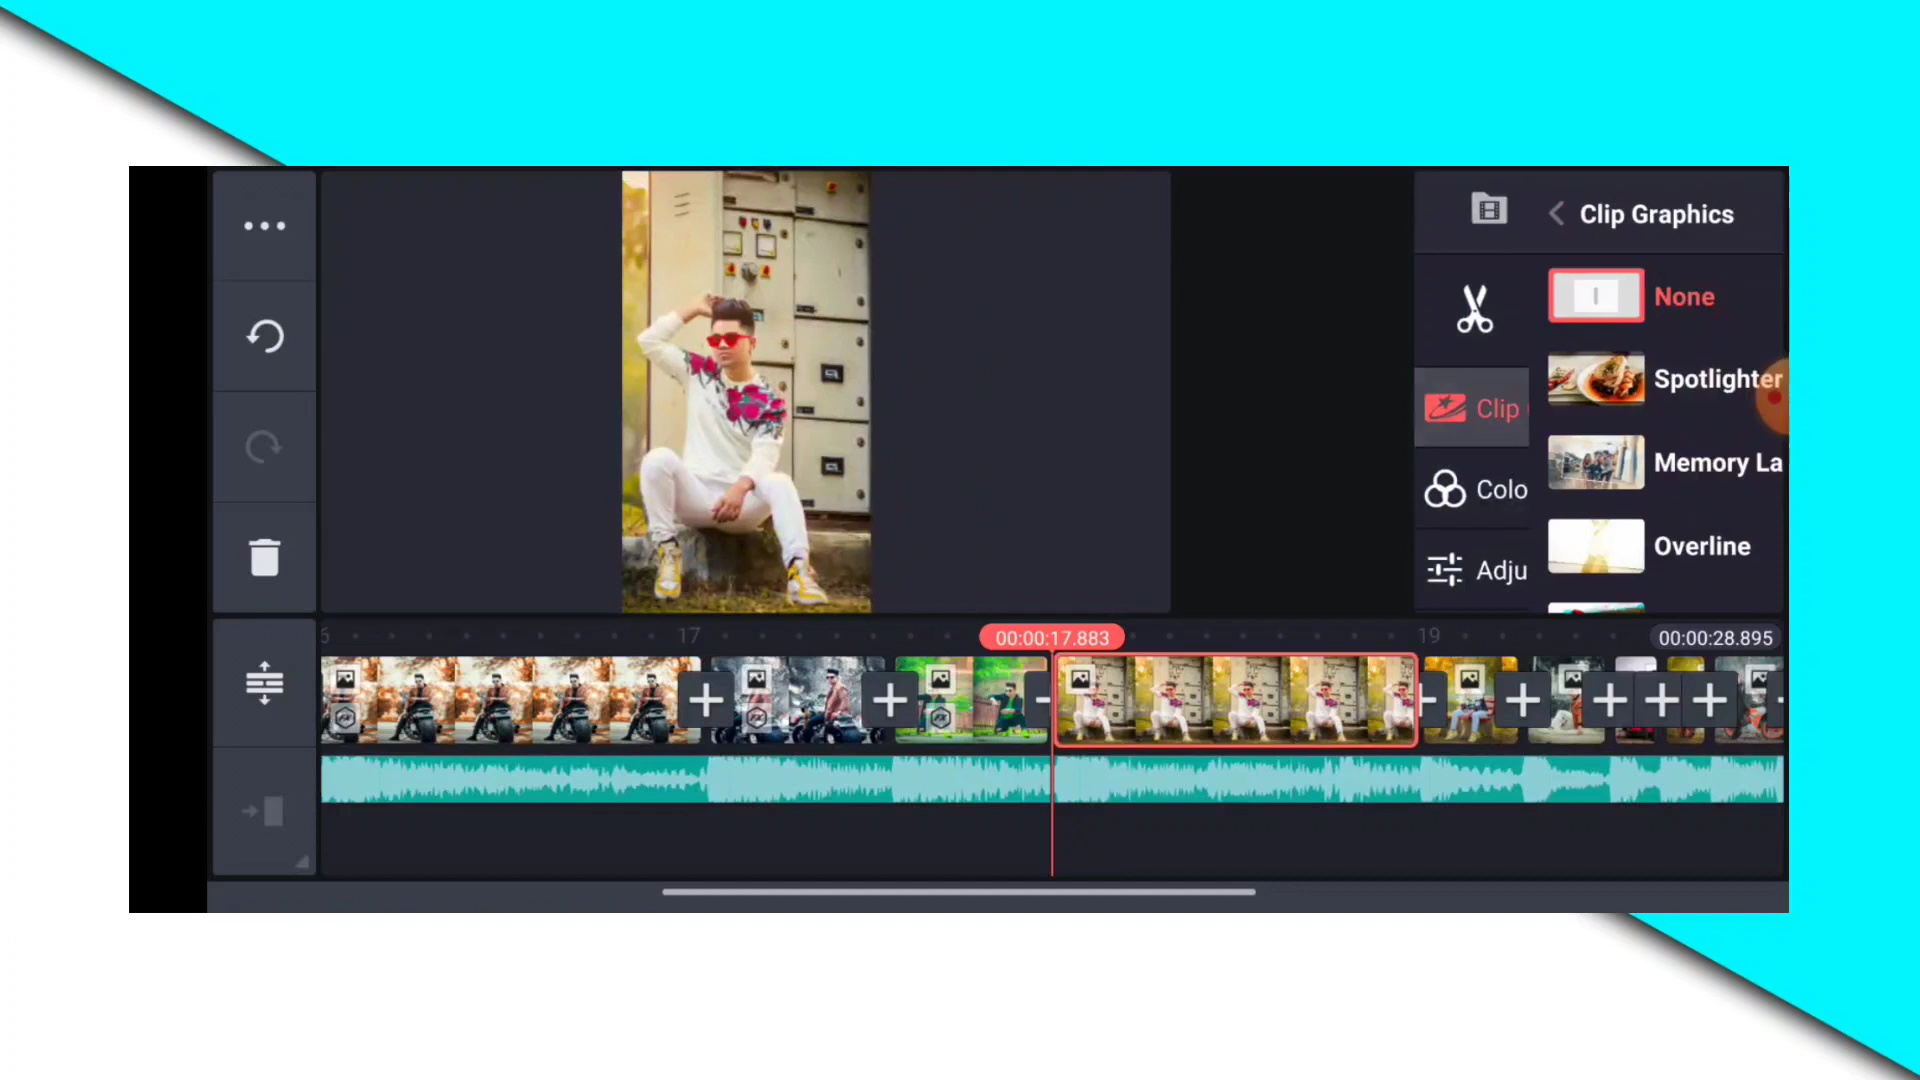 Clip Graphics
None
Spotlighter
Clip
Memory La
Colo
Overline
Adju
6
17
00:00:17.883
19
00:00:28.895